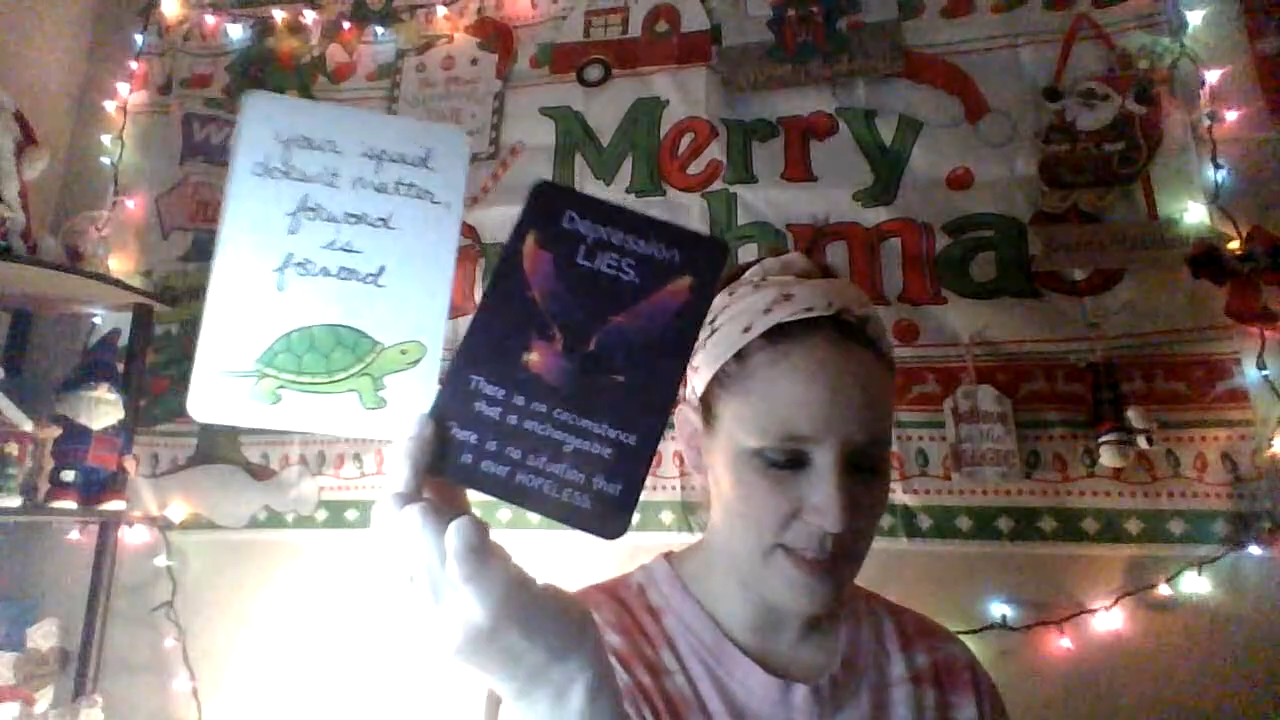 your speed
doesn't matter,
forward
is
forward
Depression
LIES.
There is no circumstance
that is unchangeable
There is no situation that
is ever HOPELESS.
Merry
hma